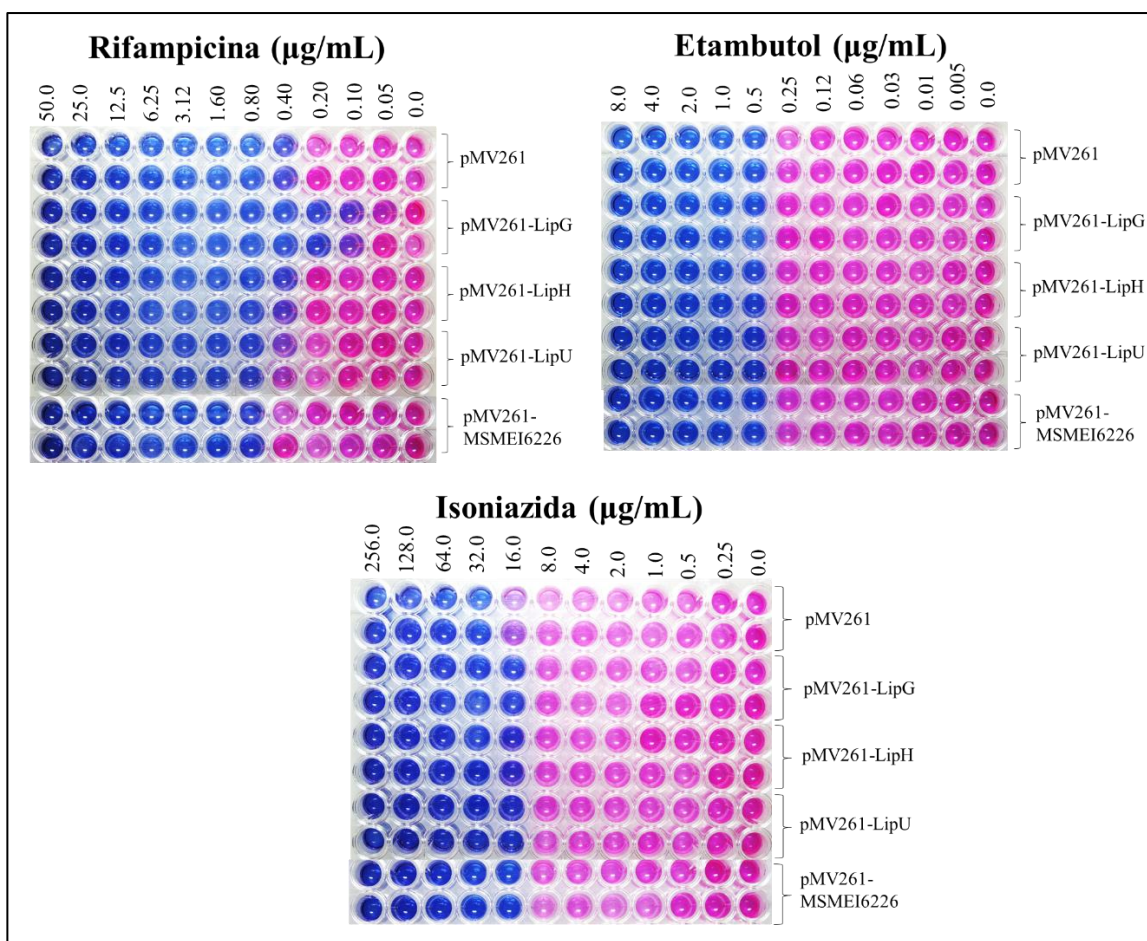 Rifampicina (µg/mL)
50.0 25.0 12.5 6.25 3.12 1.60 0.80 0.40 0.20 0.10 0.05 0.0
pMV261
pMV261-LipG
pMV261-LipH
pMV261-LipU
pMV261-
MSMEI6226
Etambutol (µg/mL)
8.0 4.0 2.0 1.0 0.5 0.25 0.12 0.06 0.03 0.01 0.005 0.0
pMV261
pMV261-LipG
pMV261-LipH
pMV261-LipU
pMV261-
MSMEI6226
Isoniazida (µg/mL)
256.0 128.0 64.0 32.0 16.0 8.0 4.0 2.0 1.0 0.5 0.25 0.0
pMV261
pMV261-LipG
pMV261-LipH
pMV261-LipU
pMV261-
MSMEI6226